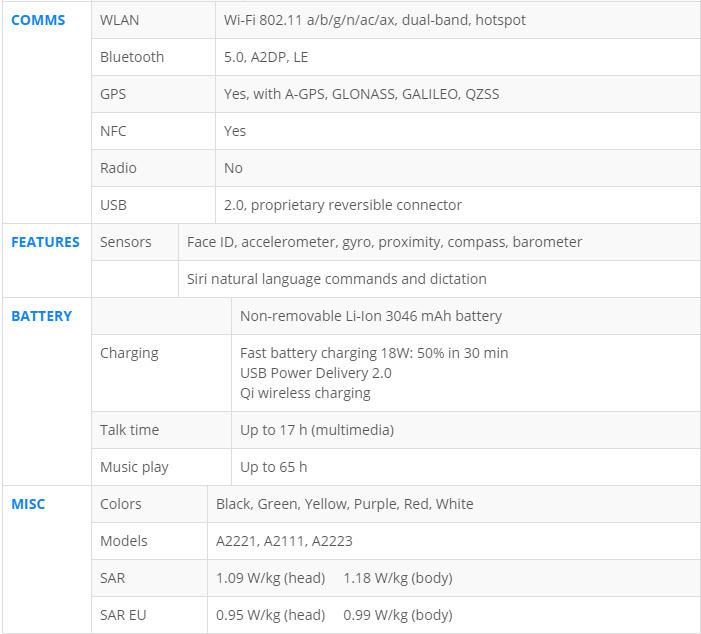 COMMS WLAN Wi-Fi 802.11 a/b/g/n/ac/ax, dual-band, hotspot
Bluetooth 5.0, A2DP, LE
GPS Yes, with A-GPS, GLONASS, GALILEO, QZSS
NFC Yes
Radio No
USB 2.0, proprietary reversible connector
FEATURES Sensors Face ID, accelerometer, gyro, proximity, compass, barometer
Siri natural language commands and dictation
BATTERY Non-removable Li-Ion 3046 mAh battery
Charging Fast battery charging 18W: 50% in 30 min
USB Power Delivery 2.0
Qi wireless charging
Talk time Up to 17 h (multimedia)
Music play Up to 65 h
MISC Colors Black, Green, Yellow, Purple, Red, White
Models A2221, A2111, A2223
SAR 1.09 W/kg (head) 1.18 W/kg (body)
SAR EU 0.95 W/kg (head) 0.99 W/kg (body)